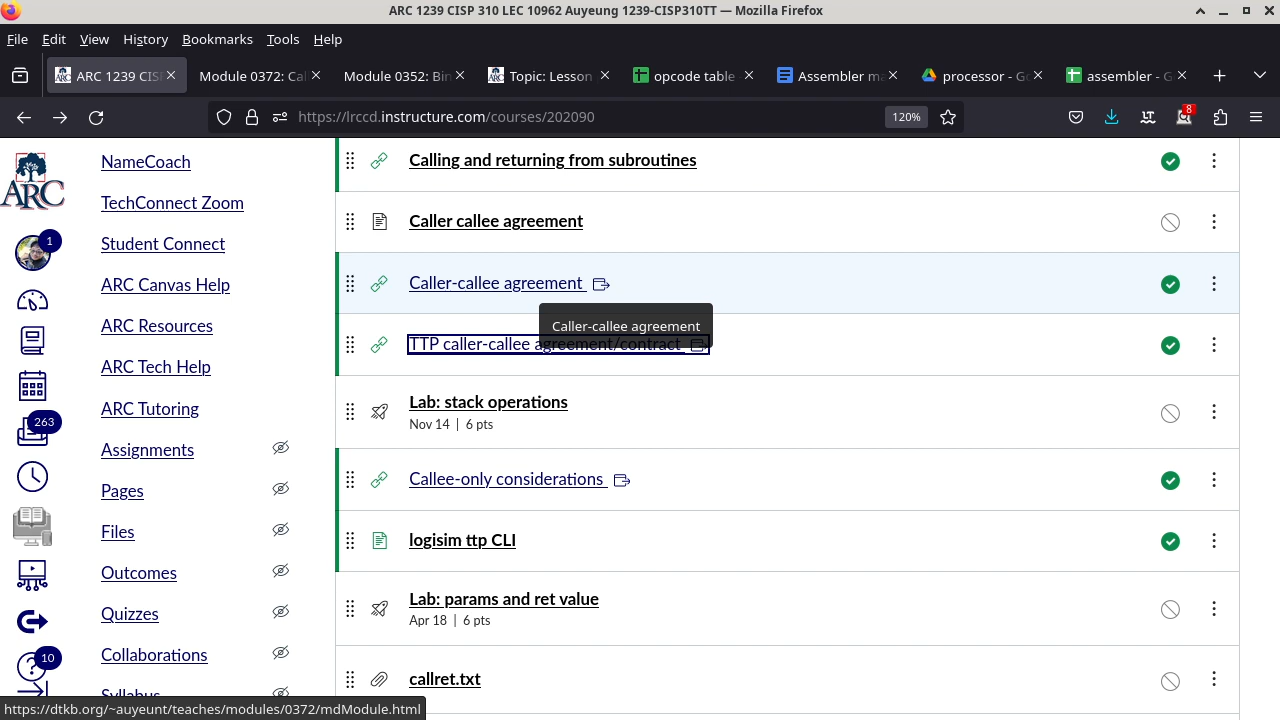 ARC 1239 CISP 310 LEC 10962 Auyeung 1239-CISP310TT — Mozilla Firefox
File Edit View History Bookmarks Tools Help
ARC 1239 CIS
Module 0372: Cal
Module 0352: Bin
Topic: Lesson
opcode table -
Assembler ma
processor - Go
assembler - G
https://lrccd.instructure.com/courses/202090
120%
8
ARC
1
263
10
NameCoach
TechConnect Zoom
Student Connect
ARC Canvas Help
ARC Resources
ARC Tech Help
ARC Tutoring
Assignments
Pages
Files
Outcomes
Quizzes
Collaborations
Syllabus
Calling and returning from subroutines
Caller callee agreement
Caller-callee agreement
Caller-callee agreement
TTP caller-callee agreement/contract
Lab: stack operations
Nov 14 | 6 pts
Callee-only considerations
logisim ttp CLI
Lab: params and ret value
Apr 18 | 6 pts
callret.txt
https://dtkb.org/~auyeunt/teaches/modules/0372/mdModule.html